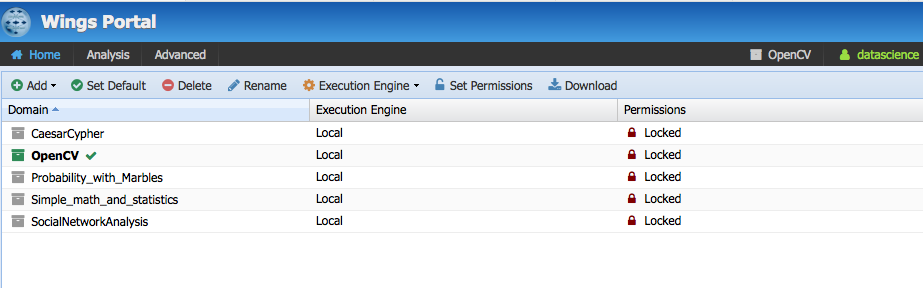 Wings Portal
Home Analysis Advanced OpenCV datascience
Add Set Default Delete Rename Execution Engine Set Permissions Download
Domain Execution Engine Permissions
CaesarCypher Local Locked
OpenCV Local Locked
Probability_with_Marbles Local Locked
Simple_math_and_statistics Local Locked
SocialNetworkAnalysis Local Locked